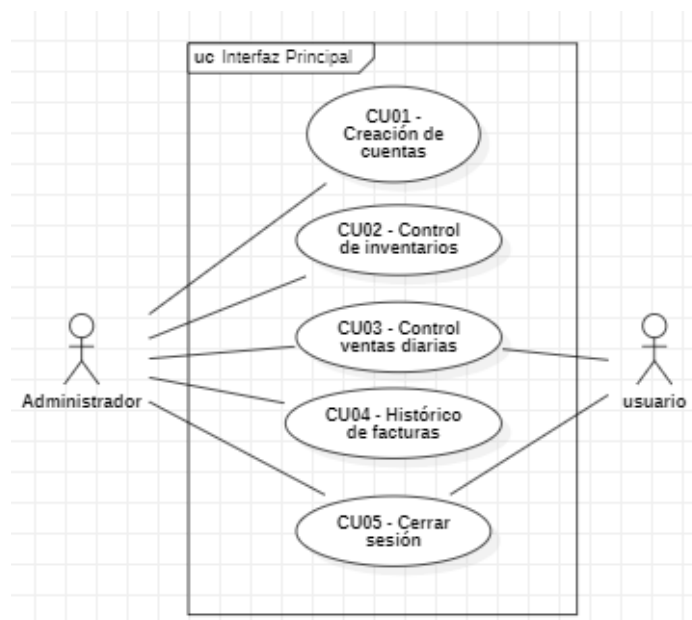 uc Interfaz Principal
CU01 -
Creación de
cuentas
CU02 - Control
de inventarios
CU03 - Control
ventas diarias
Administrador
usuario
CU04 - Histórico
de facturas
CU05 - Cerrar
sesión